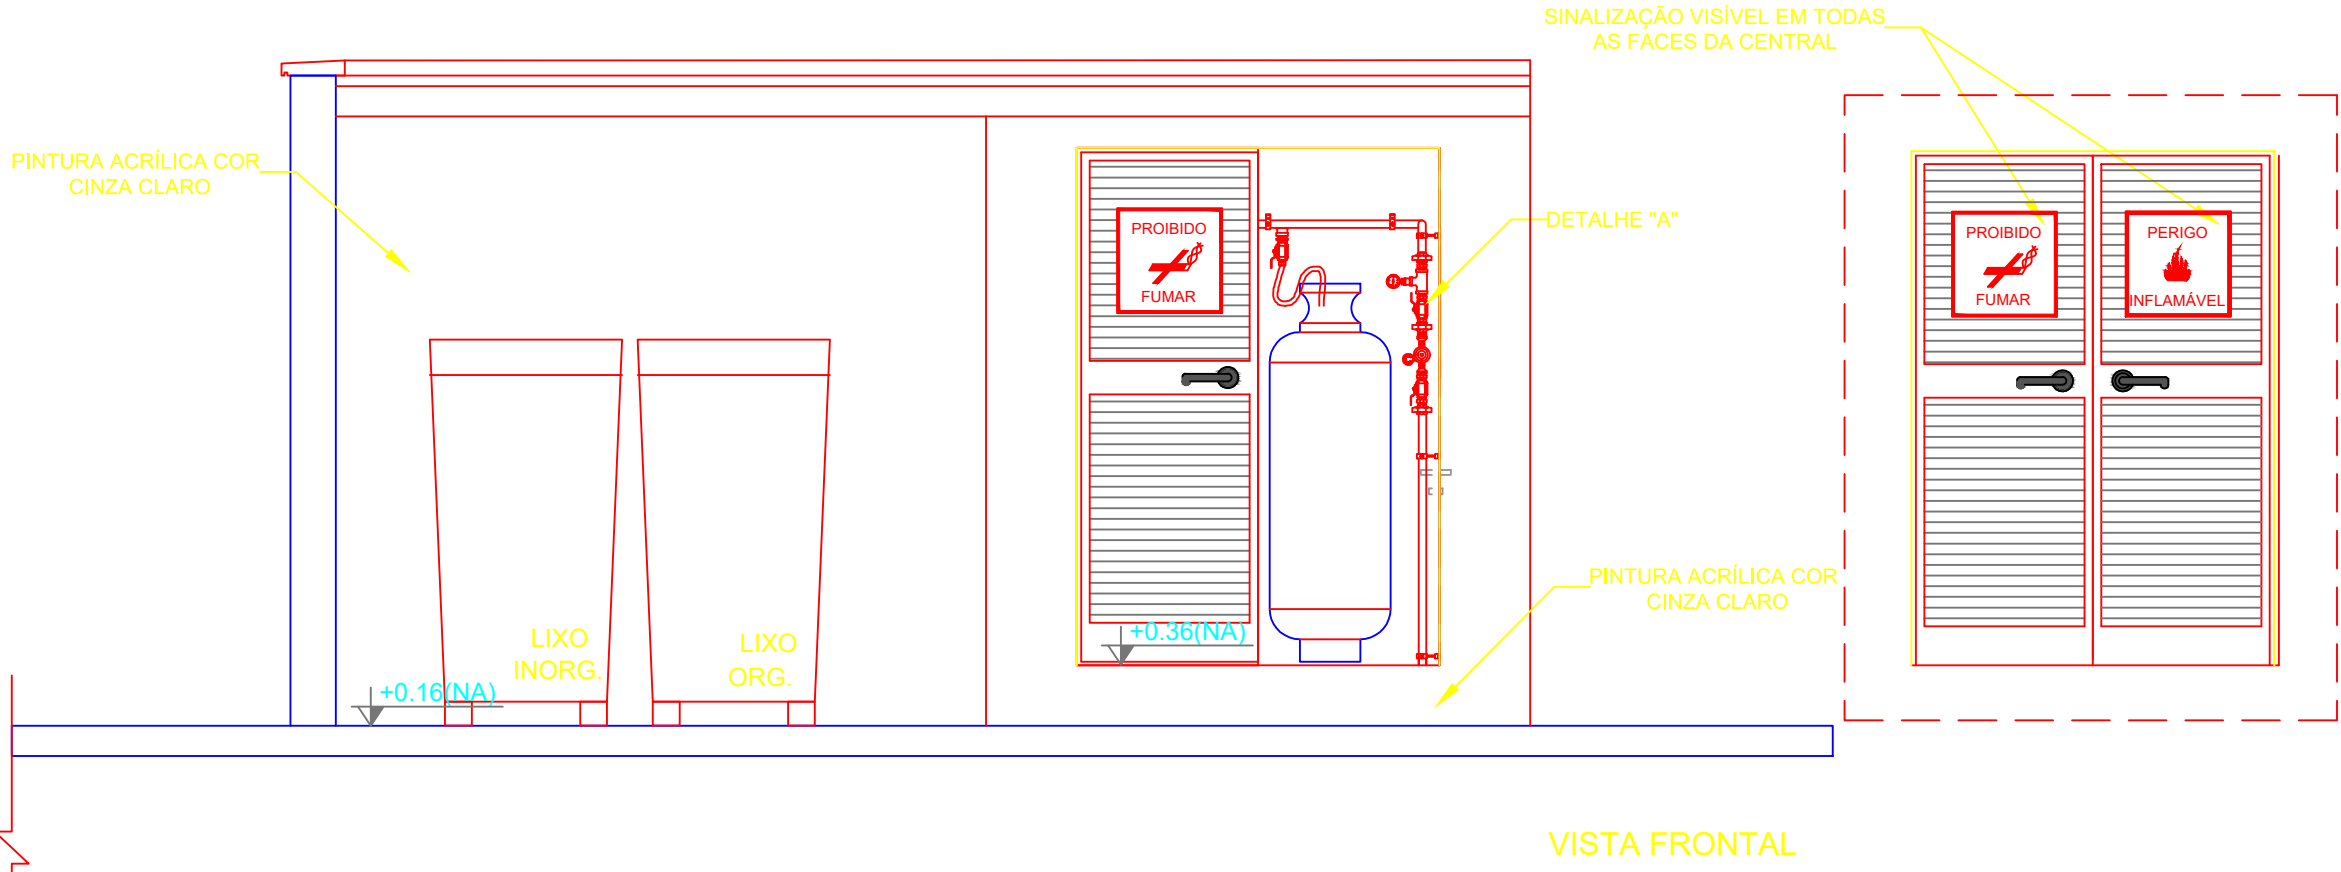 SINALIZAÇÃO VISÍVEL EM TODAS
AS FACES DA CENTRAL
PINTURA ACRÍLICA COR
CINZA CLARO
PROIBIDO
FUMAR
DETALHE "A"
PROIBIDO
FUMAR
PERIGO
INFLAMÁVEL
PINTURA ACRÍLICA COR
CINZA CLARO
LIXO
INORG.
LIXO
ORG.
+0.36(NA)
+0.16(NA)
VISTA FRONTAL